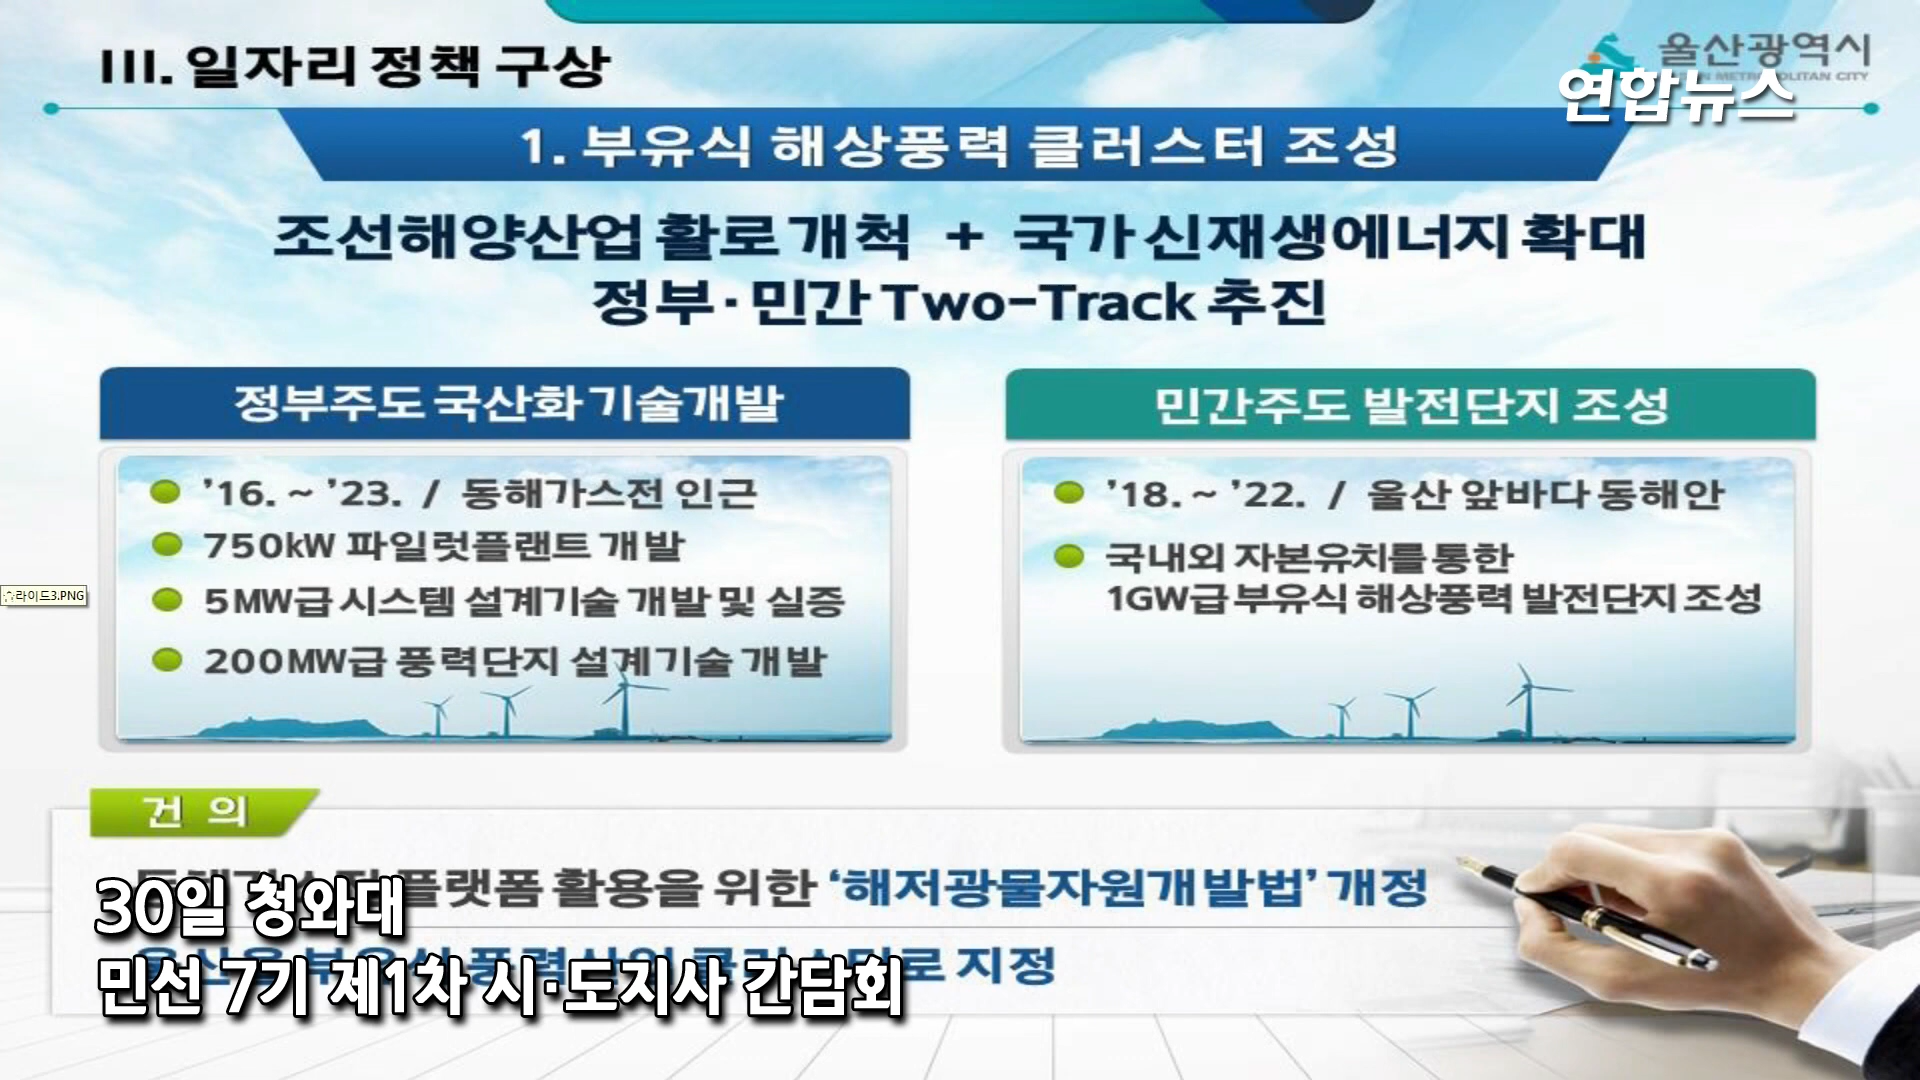 III. 일자리 정책 구상
울산광역시
METROPOLITAN CITY
연합뉴스
1. 부유식 해상풍력 클러스터 조성
조선해양산업 활로 개척 + 국가 신재생에너지 확대
정부·민간 Two-Track 추진
정부주도 국산화 기술개발
’16. ~ ’23. / 동해가스전 인근
750kW 파일럿플랜트 개발
5MW급 시스템 설계기술 개발 및 실증
200MW급 풍력단지 설계기술 개발
민간주도 발전단지 조성
’18. ~ ’22. / 울산 앞바다 동해안
국내외 자본유치를 통한
1GW급 부유식 해상풍력 발전단지 조성
라이드3.PNG
건 의
플랫폼 활용을 위한 ‘해저광물자원개발법’ 개정
지정
30일 청와대
민선 7기 제1차 시·도지사 간담회